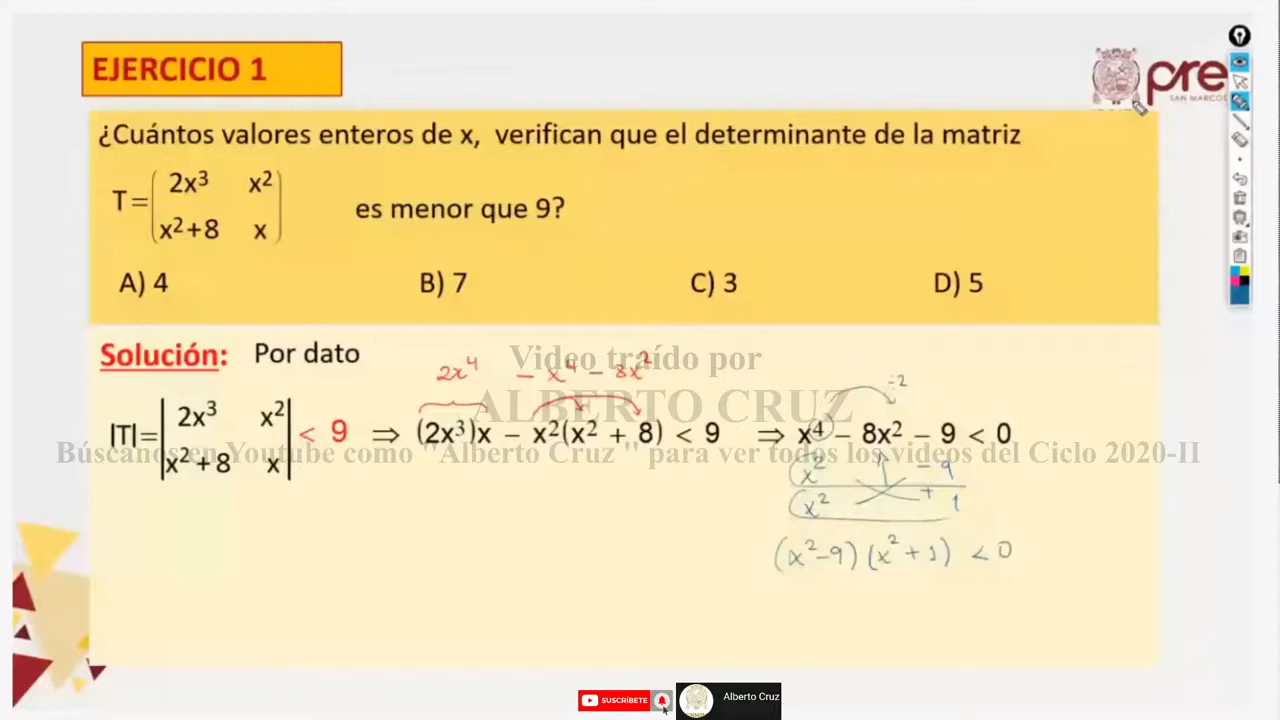 EJERCICIO 1
pre
SAN MARCOS
¿Cuántos valores enteros de x, verifican que el determinante de la matriz
T = ( 2x³ x²
x²+8 x ) es menor que 9?
A) 4 B) 7 C) 3 D) 5
Solución: Por dato
Video traído por
2x⁴ - x⁴ - 8x² ÷2
ALBERTO CRUZ
|T| = | 2x³ x²
x²+8 x | < 9 ⇒ (2x³)x - x²(x² + 8) < 9 ⇒ x⁴ - 8x² - 9 < 0
Búscanos en Youtube como "Alberto Cruz " para ver todos los videos del Ciclo 2020-II
x² - 9
x² + 1
(x²-9) (x²+1) < 0
SUSCRÍBETE
Alberto Cruz